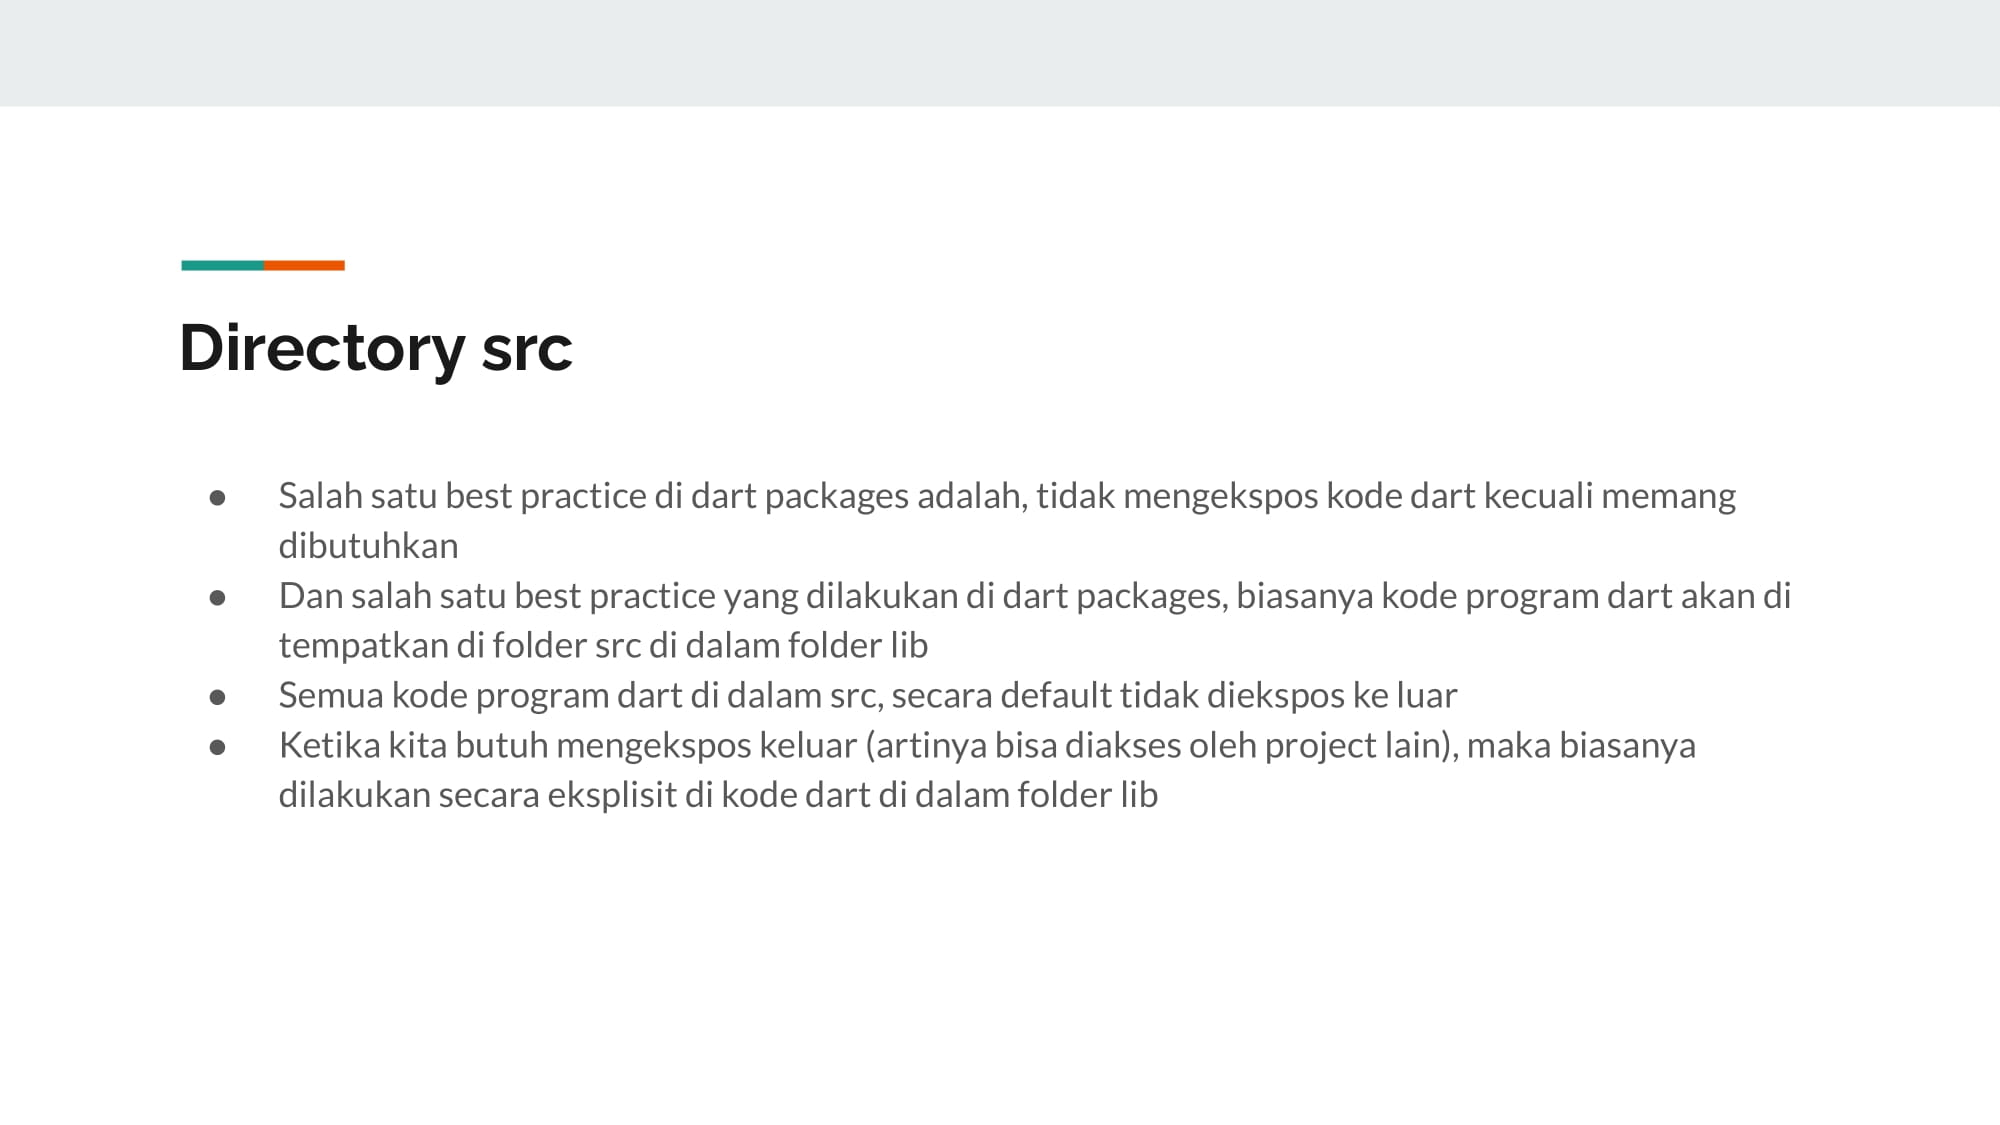 Directory src
● Salah satu best practice di dart packages adalah, tidak mengekspos kode dart kecuali memang
dibutuhkan
● Dan salah satu best practice yang dilakukan di dart packages, biasanya kode program dart akan di
tempatkan di folder src di dalam folder lib
● Semua kode program dart di dalam src, secara default tidak diekspos ke luar
● Ketika kita butuh mengekspos keluar (artinya bisa diakses oleh project lain), maka biasanya
dilakukan secara eksplisit di kode dart di dalam folder lib